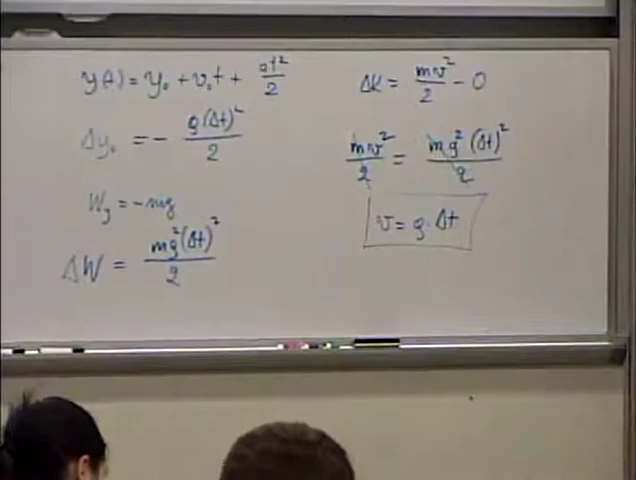 y(t) = y₀ + v₀t + at²/2
Δy₀ = - g(Δt)²/2
W_y = -mg
ΔW = mg²(Δt)²/2
ΔK = mv²/2 - 0
mv²/2 = mg²(Δt)²/2
v = g · Δt